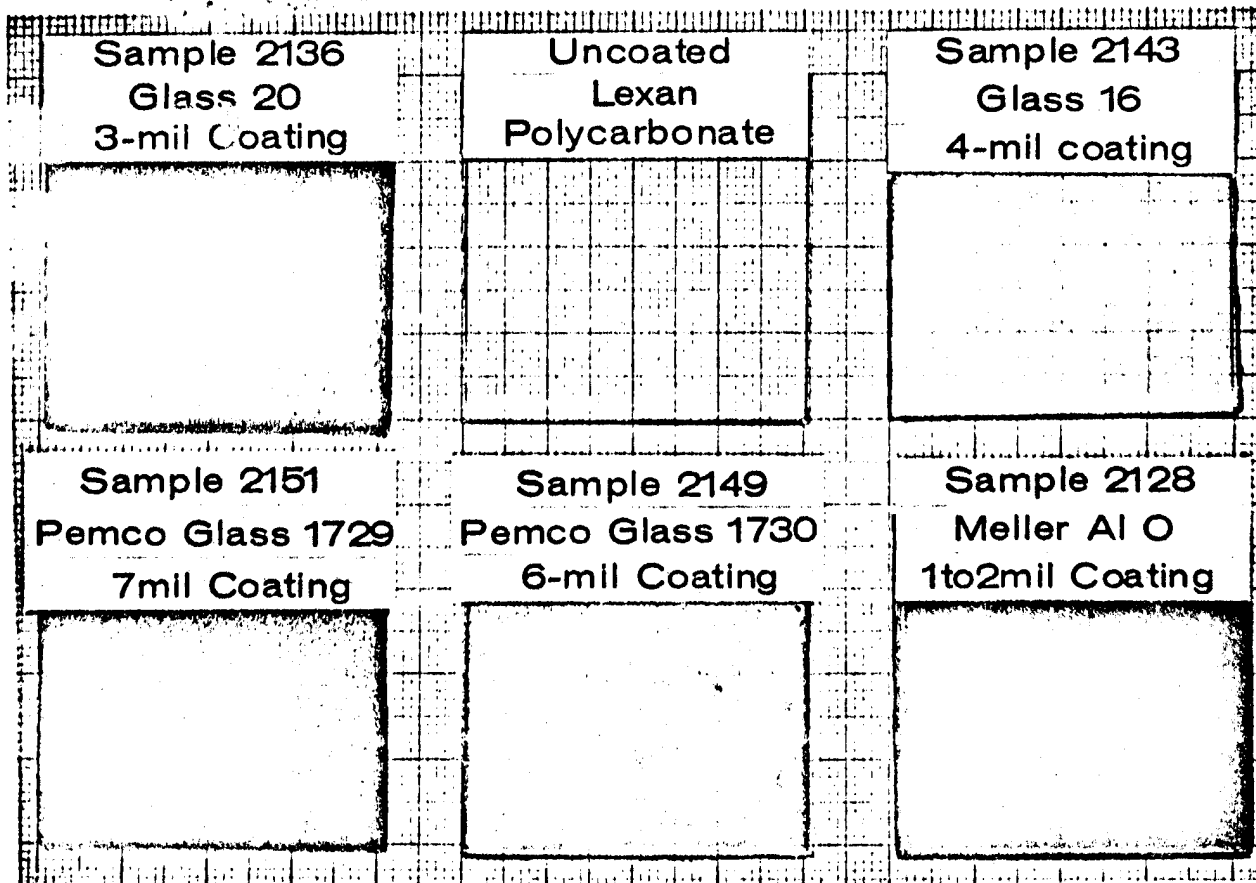 Sample 2136
Glass 20
3-mil Coating
Uncoated
Lexan
Polycarbonate
Sample 2143
Glass 16
4-mil coating
Sample 2151
Pemco Glass 1729
7mil Coating
Sample 2149
Pemco Glass 1730
6-mil Coating
Sample 2128
Meller Al O
1to2mil Coating